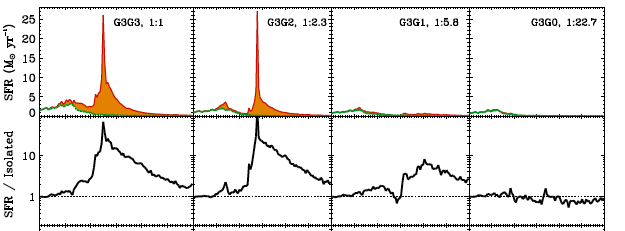 G3G3, 1:1
G3G2, 1:2.3
G3G1, 1:5.8
G3G0, 1:22.7
SFR (M⊙ yr⁻¹)
25
20
15
10
5
0
SFR / Isolated
10
1